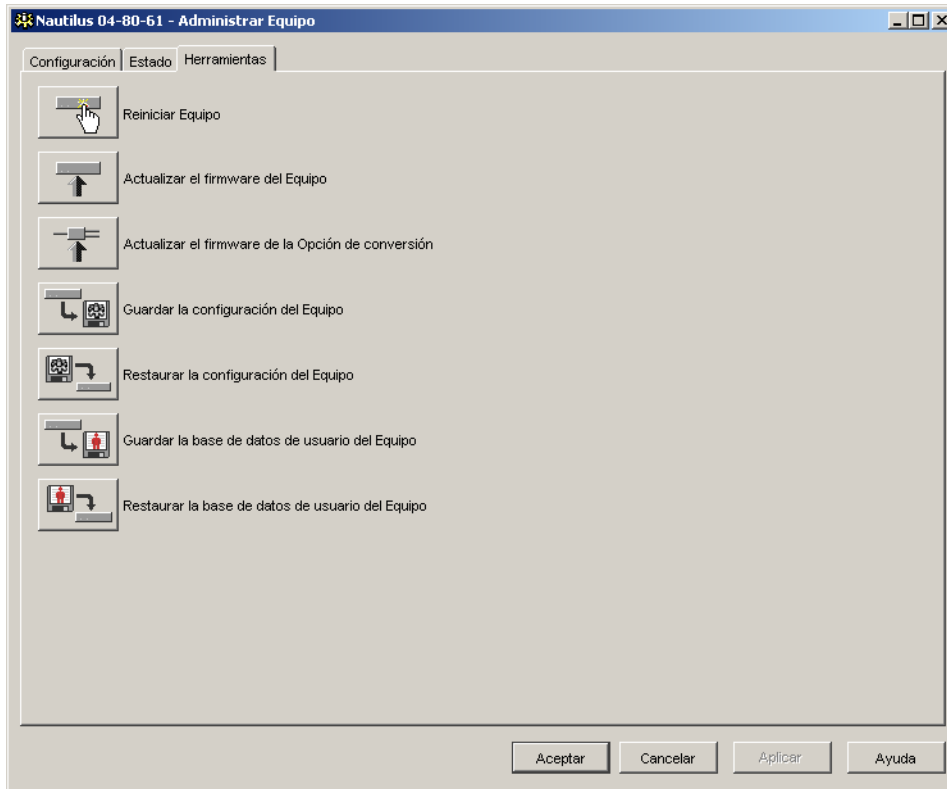 Nautilus 04-80-61 - Administrar Equipo
Configuración Estado Herramientas
Reiniciar Equipo
Actualizar el firmware del Equipo
Actualizar el firmware de la Opción de conversión
Guardar la configuración del Equipo
Restaurar la configuración del Equipo
Guardar la base de datos de usuario del Equipo
Restaurar la base de datos de usuario del Equipo
Aceptar Cancelar Aplicar Ayuda